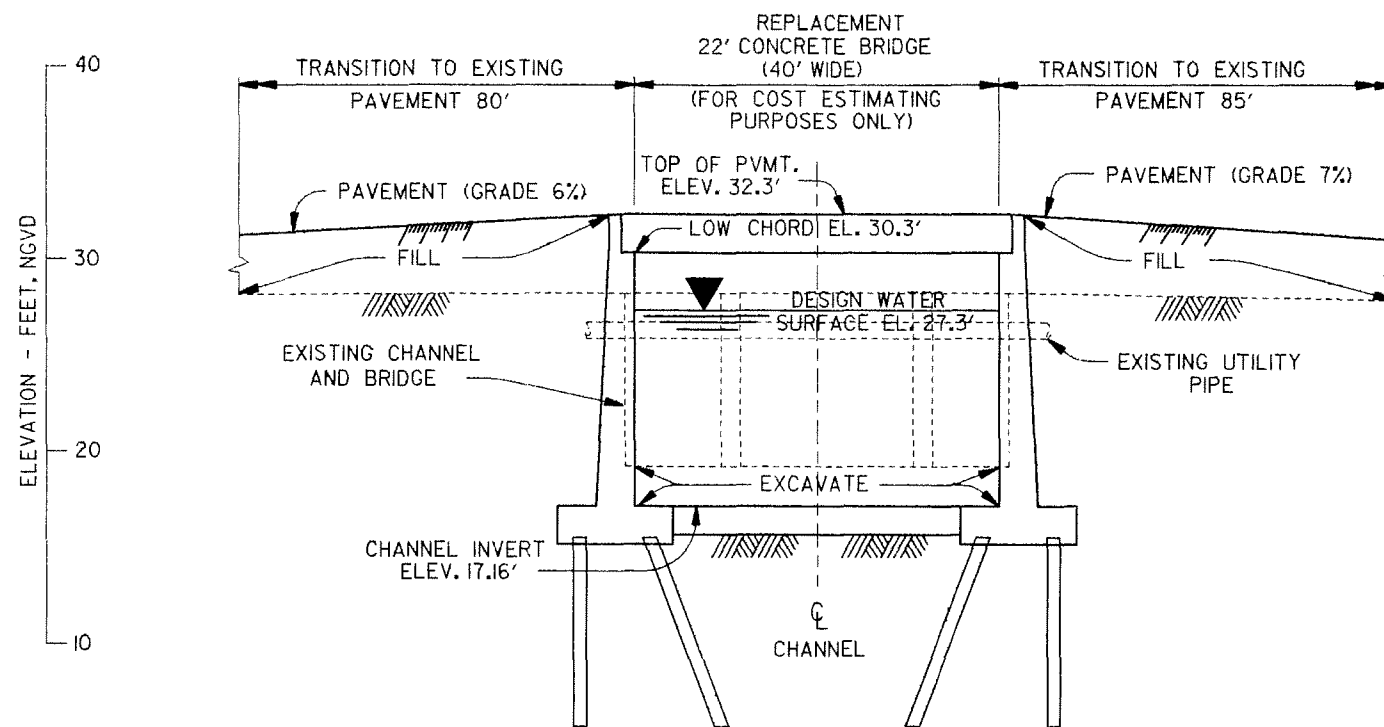 REPLACEMENT
22' CONCRETE BRIDGE
(40' WIDE)
(FOR COST ESTIMATING
PURPOSES ONLY)
TRANSITION TO EXISTING
PAVEMENT 80'
TRANSITION TO EXISTING
PAVEMENT 85'
ELEVATION - FEET, NGVD
40
30
20
10
PAVEMENT (GRADE 6%)
TOP OF PVMT.
ELEV. 32.3'
PAVEMENT (GRADE 7%)
LOW CHORD EL. 30.3'
FILL
FILL
DESIGN WATER
SURFACE EL. 27.3'
EXISTING CHANNEL
AND BRIDGE
EXISTING UTILITY
PIPE
EXCAVATE
CHANNEL INVERT
ELEV. 17.16'
CL
CHANNEL